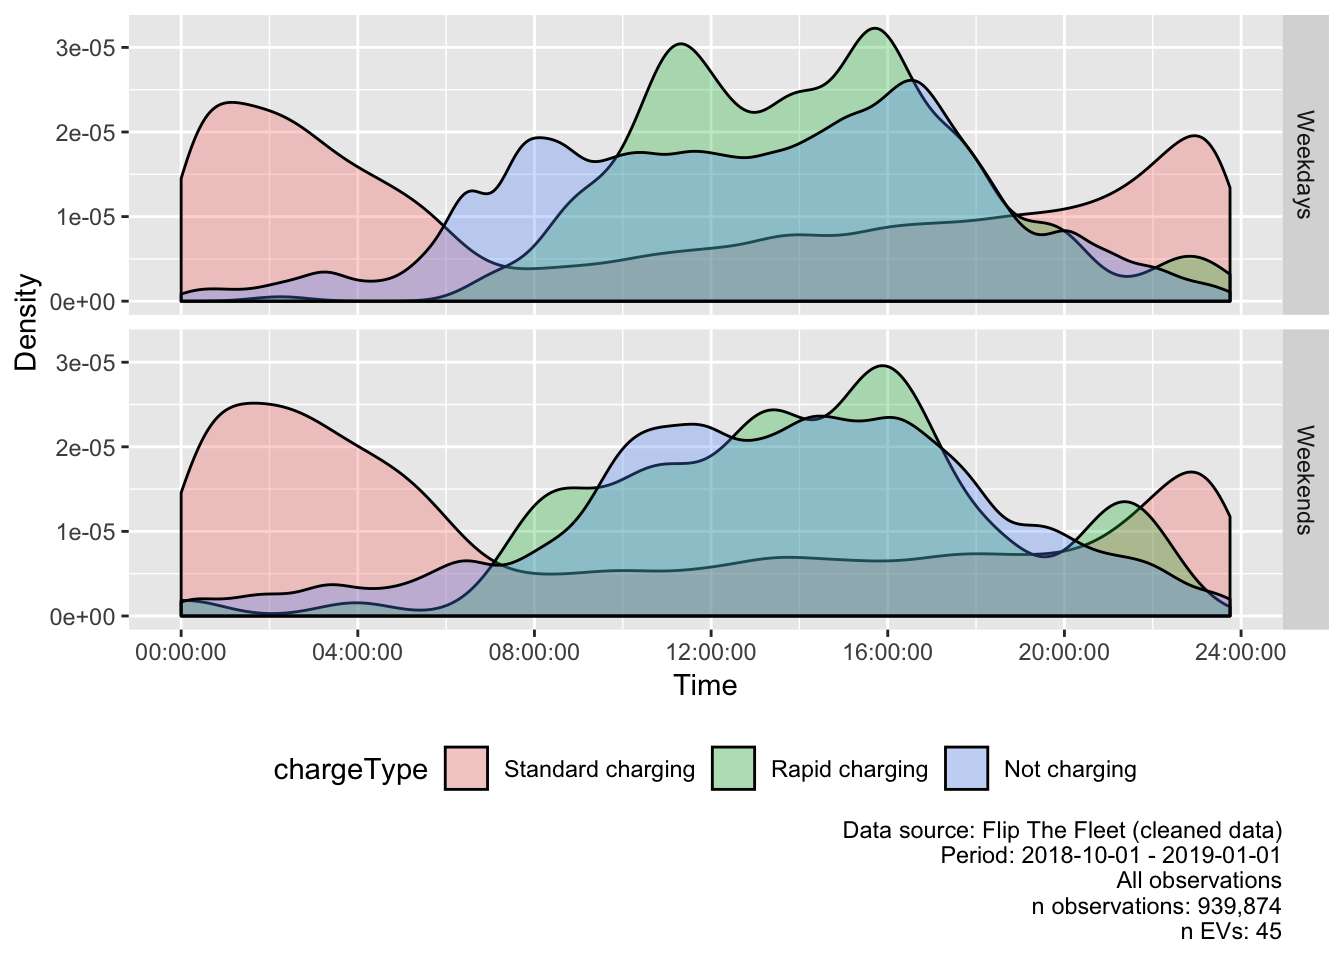 3e-05
2e-05
1e-05
0e+00
Weekdays
Density
3e-05
2e-05
1e-05
0e+00
Weekends
00:00:00 04:00:00 08:00:00 12:00:00 16:00:00 20:00:00 24:00:00
Time
chargeType Standard charging Rapid charging Not charging
Data source: Flip The Fleet (cleaned data)
Period: 2018-10-01 - 2019-01-01
All observations
n observations: 939,874
n EVs: 45